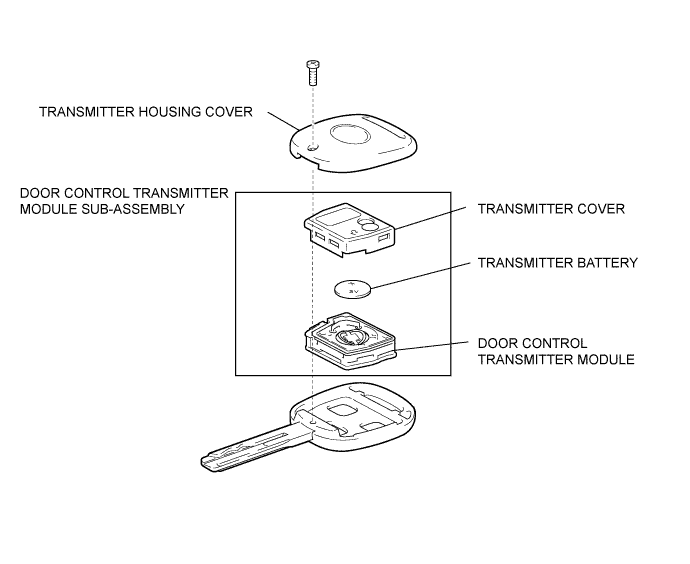 TRANSMITTER HOUSING COVER
DOOR CONTROL TRANSMITTER
MODULE SUB-ASSEMBLY
TRANSMITTER COVER
TRANSMITTER BATTERY
+
3V
DOOR CONTROL
TRANSMITTER MODULE